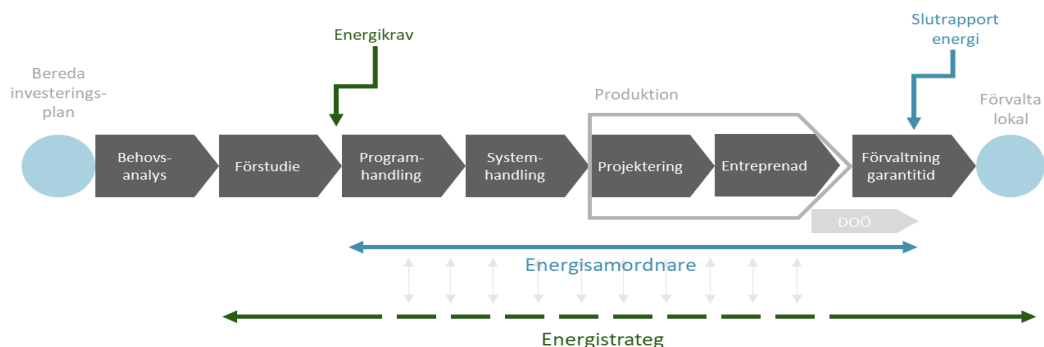 Slutrapport
energi
Energikrav
Bereda
investerings-
plan
Produktion
Förvalta
lokal
Behovs-
analys
Förstudie
Program-
handling
System-
handling
Projektering
Entreprenad
Förvaltning
garantitid
DOÖ
Energisamordnare
Energistrateg